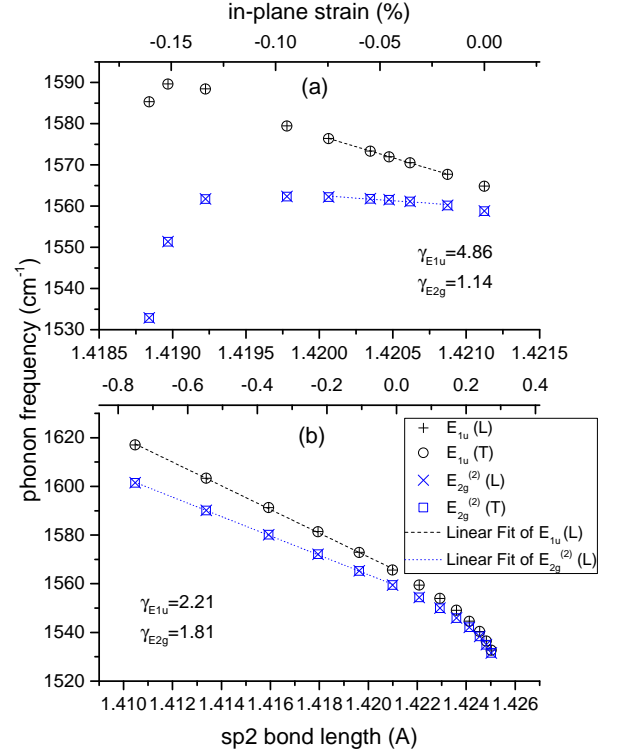 in-plane strain (%)
-0.15 -0.10 -0.05 0.00
(a)
1590
1580
1570
1560
1550
1540
1530
γE1u=4.86
γE2g=1.14
1.4185 1.4190 1.4195 1.4200 1.4205 1.4210 1.4215
phonon frequency (cm-1)
-0.8 -0.6 -0.4 -0.2 0.0 0.2 0.4
(b)
1620
1600
1580
1560
1540
1520
E1u (L)
E1u (T)
E2g(2) (L)
E2g(2) (T)
Linear Fit of E1u (L)
Linear Fit of E2g(2) (L)
γE1u=2.21
γE2g=1.81
1.410 1.412 1.414 1.416 1.418 1.420 1.422 1.424 1.426
sp2 bond length (A)